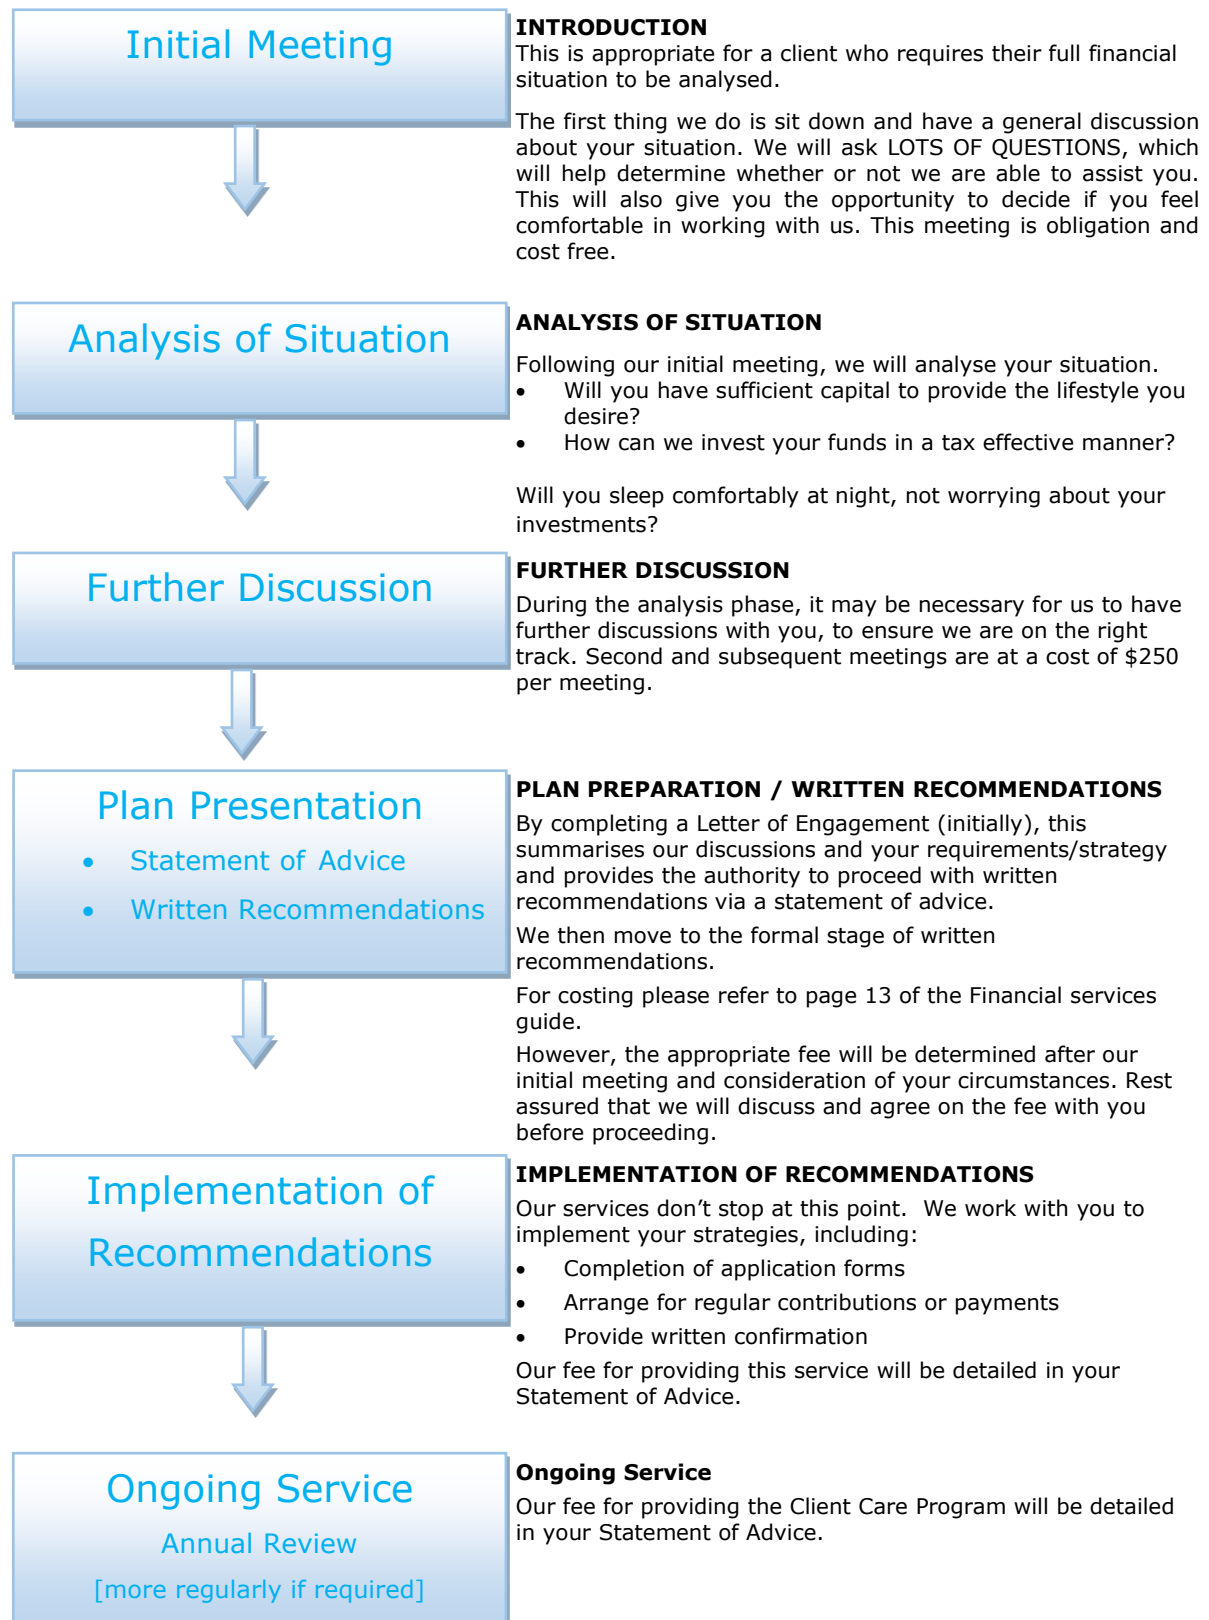 Initial Meeting
INTRODUCTION
This is appropriate for a client who requires their full financial
situation to be analysed.
The first thing we do is sit down and have a general discussion
about your situation. We will ask LOTS OF QUESTIONS, which
will help determine whether or not we are able to assist you.
This will also give you the opportunity to decide if you feel
comfortable in working with us. This meeting is obligation and
cost free.
Analysis of Situation
ANALYSIS OF SITUATION
Following our initial meeting, we will analyse your situation.
• Will you have sufficient capital to provide the lifestyle you
desire?
• How can we invest your funds in a tax effective manner?
Will you sleep comfortably at night, not worrying about your
investments?
Further Discussion
FURTHER DISCUSSION
During the analysis phase, it may be necessary for us to have
further discussions with you, to ensure we are on the right
track. Second and subsequent meetings are at a cost of $250
per meeting.
Plan Presentation
• Statement of Advice
• Written Recommendations
PLAN PREPARATION / WRITTEN RECOMMENDATIONS
By completing a Letter of Engagement (initially), this
summarises our discussions and your requirements/strategy
and provides the authority to proceed with written
recommendations via a statement of advice.
We then move to the formal stage of written
recommendations.
For costing please refer to page 13 of the Financial services
guide.
However, the appropriate fee will be determined after our
initial meeting and consideration of your circumstances. Rest
assured that we will discuss and agree on the fee with you
before proceeding.
Implementation of
Recommendations
IMPLEMENTATION OF RECOMMENDATIONS
Our services don’t stop at this point. We work with you to
implement your strategies, including:
• Completion of application forms
• Arrange for regular contributions or payments
• Provide written confirmation
Our fee for providing this service will be detailed in your
Statement of Advice.
Ongoing Service
Annual Review
[more regularly if required]
Ongoing Service
Our fee for providing the Client Care Program will be detailed
in your Statement of Advice.